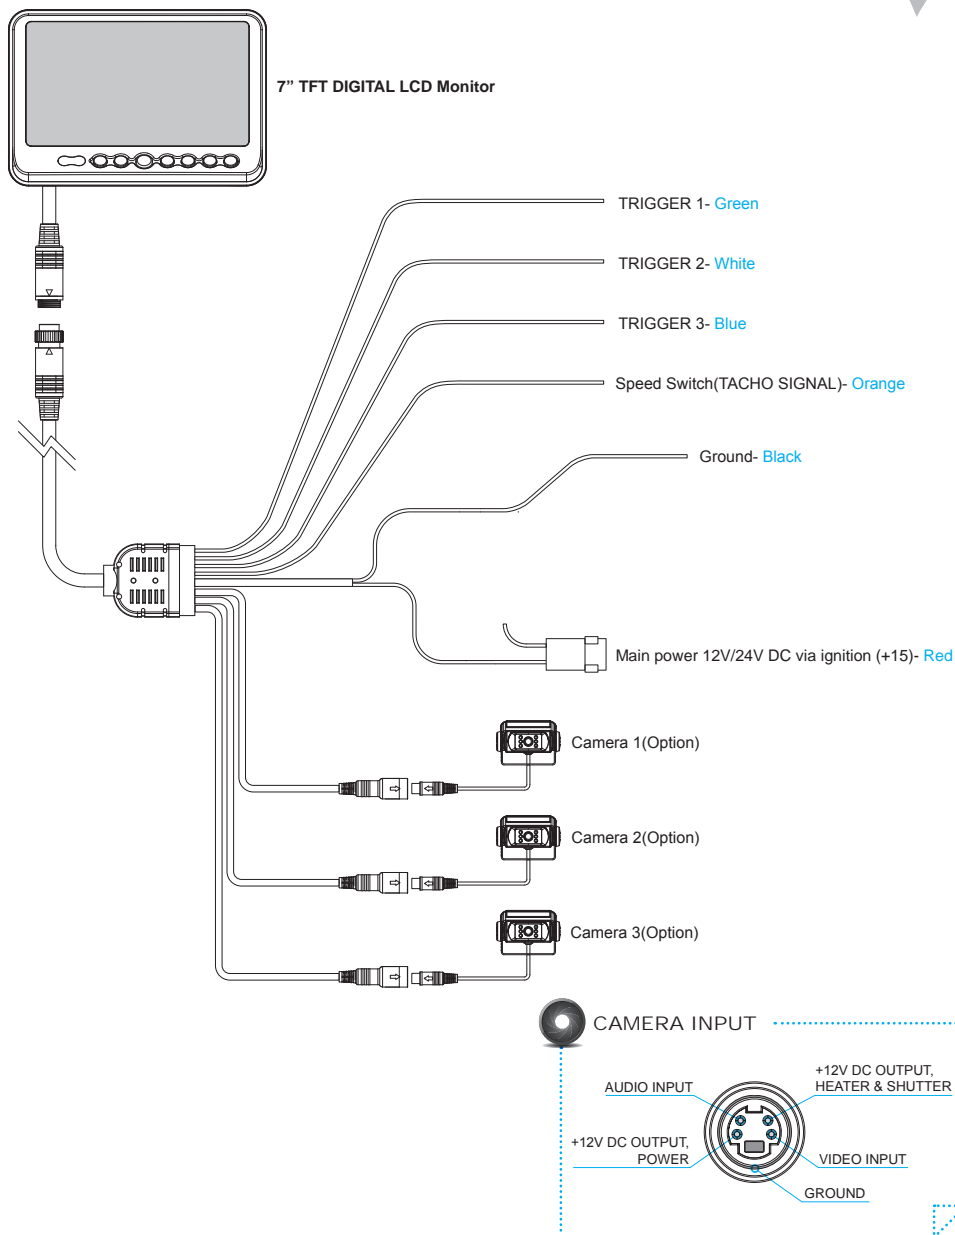 7” TFT DIGITAL LCD Monitor
TRIGGER 1- Green
TRIGGER 2- White
TRIGGER 3- Blue
Speed Switch(TACHO SIGNAL)- Orange
Ground- Black
Main power 12V/24V DC via ignition (+15)- Red
Camera 1(Option)
Camera 2(Option)
Camera 3(Option)
CAMERA INPUT
AUDIO INPUT
+12V DC OUTPUT,
HEATER & SHUTTER
+12V DC OUTPUT,
POWER
VIDEO INPUT
GROUND